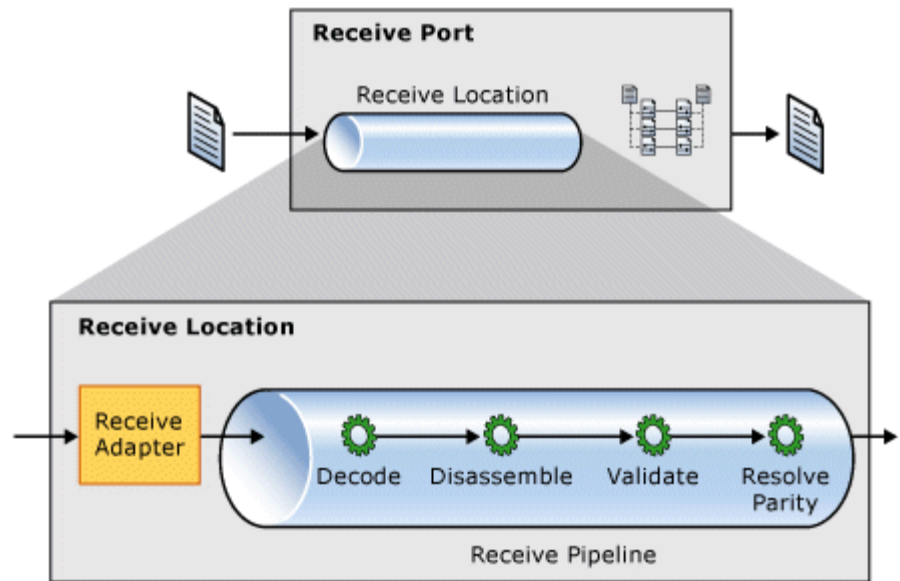 Receive Port
Receive Location
Receive Location
Receive
Adapter
Decode
Disassemble
Validate
Resolve
Parity
Receive Pipeline